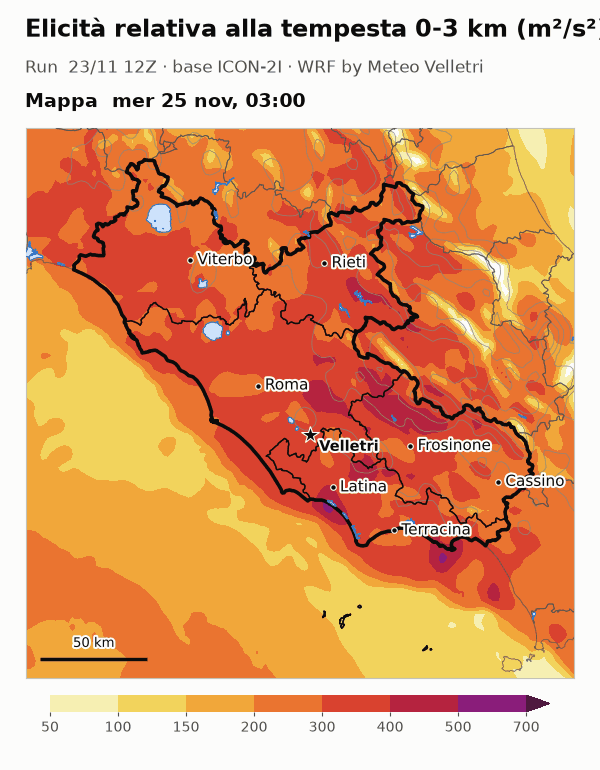 Elicità relativa alla tempesta 0-3 km (m²/s²)
Run 23/11 12Z · base ICON-2I · WRF by Meteo Velletri
Mappa mer 25 nov, 03:00
Viterbo
Rieti
Roma
Velletri
Frosinone
Latina
Cassino
Terracina
50 km
50 100 150 200 300 400 500 700